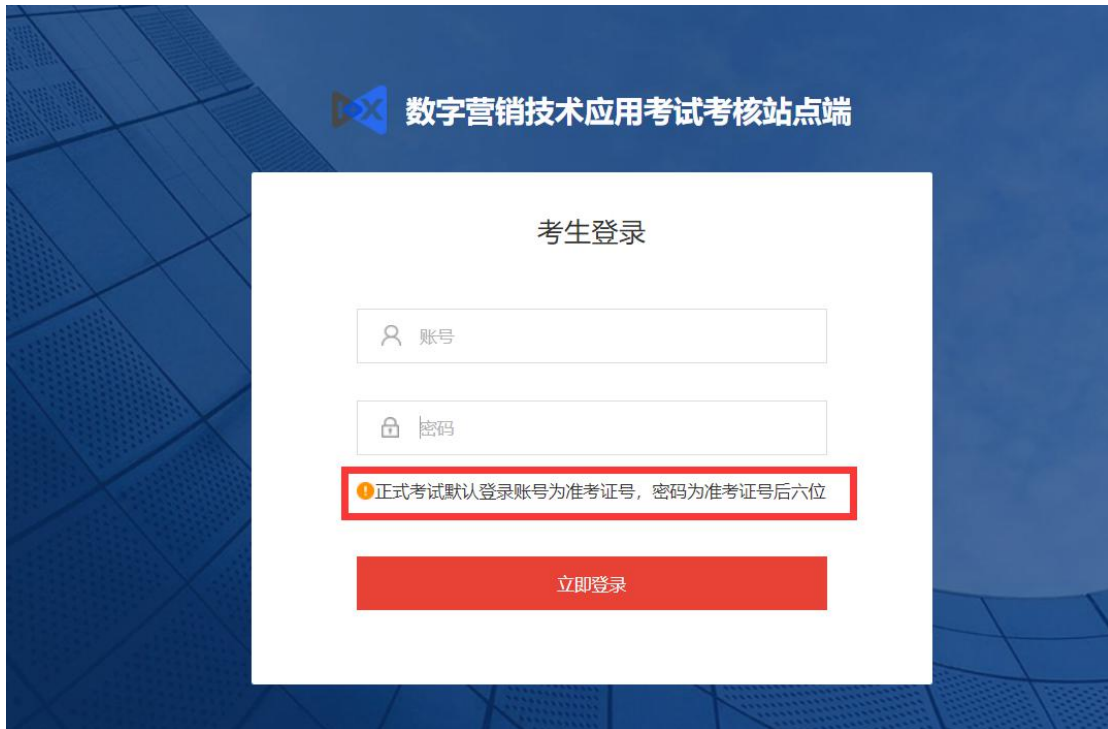 数字营销技术应用考试考核站点端
考生登录
账号
密码
正式考试默认登录账号为准考证号，密码为准考证号后六位
立即登录